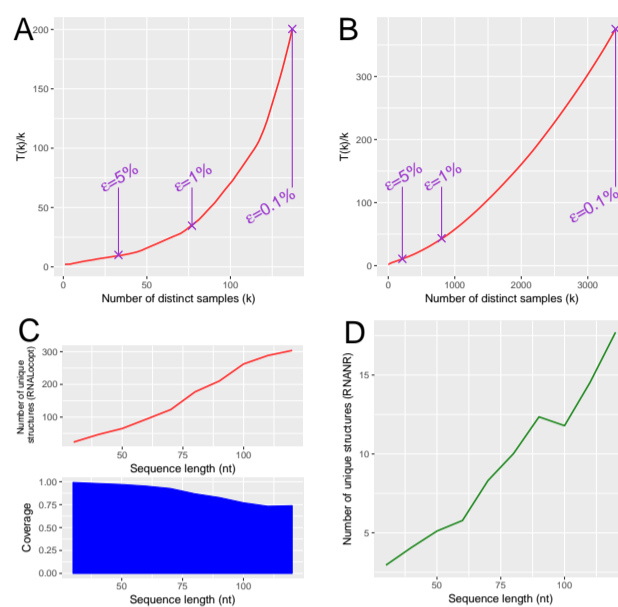 A
T(k)/k
200
150
100
50
0
ε=5%
ε=1%
ε=0.1%
0
50
100
Number of distinct samples (k)
B
T(k)/k
300
200
100
0
ε=5%
ε=1%
ε=0.1%
0
1000
2000
3000
Number of distinct samples (k)
C
Number of unique
structures (RNALocopt)
300
200
100
50
75
100
Sequence length (nt)
Coverage
1.00
0.75
0.50
0.25
0.00
50
75
100
Sequence length (nt)
D
Number of unique structures (RNANR)
15
10
5
50
75
100
Sequence length (nt)